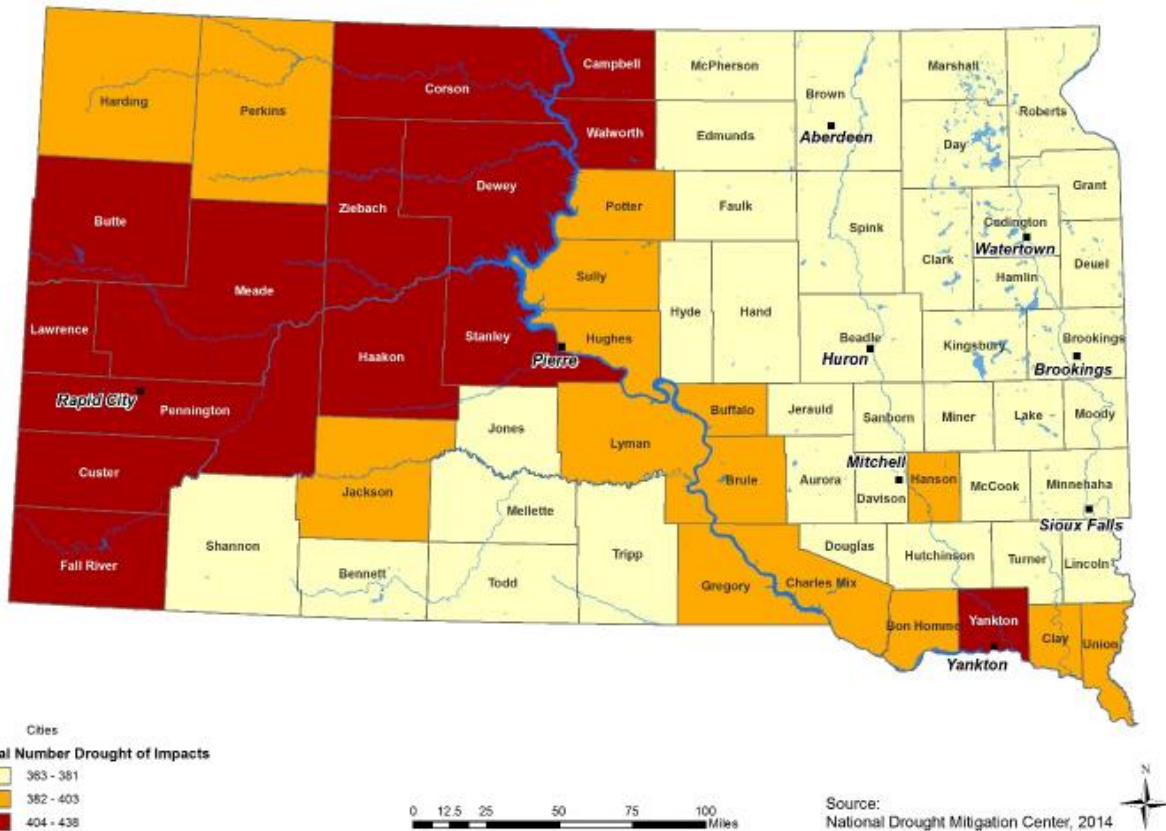 Campbell
McPherson
Marshall
Corson
Brown
Roberts
Harding
Perkins
Walworth
Edmunds
Aberdeen
Day
Dewey
Grant
Butte
Ziebach
Potter
Faulk
Spink
Codington
Watertown
Clark
Deuel
Hamlin
Sully
Meade
Hyde
Hand
Lawrence
Stanley
Hughes
Beadle
Kingsbury
Brookings
Haakon
Pierre
Huron
Brookings
Rapid City
Pennington
Buffalo
Jerauld
Sanborn
Miner
Lake
Moody
Jones
Lyman
Mitchell
Custer
Jackson
Brule
Aurora
Davison
Hanson
McCook
Minnehaha
Mellette
Sioux Falls
Shannon
Tripp
Douglas
Hutchinson
Turner
Lincoln
Fall River
Bennett
Todd
Gregory
Charles Mix
Bon Homme
Yankton
Clay
Union
Yankton
Cities
al Number Drought of Impacts
363 - 381
382 - 403
404 - 438
0 12.5 25 50 75 100
Miles
N
Source:
National Drought Mitigation Center, 2014